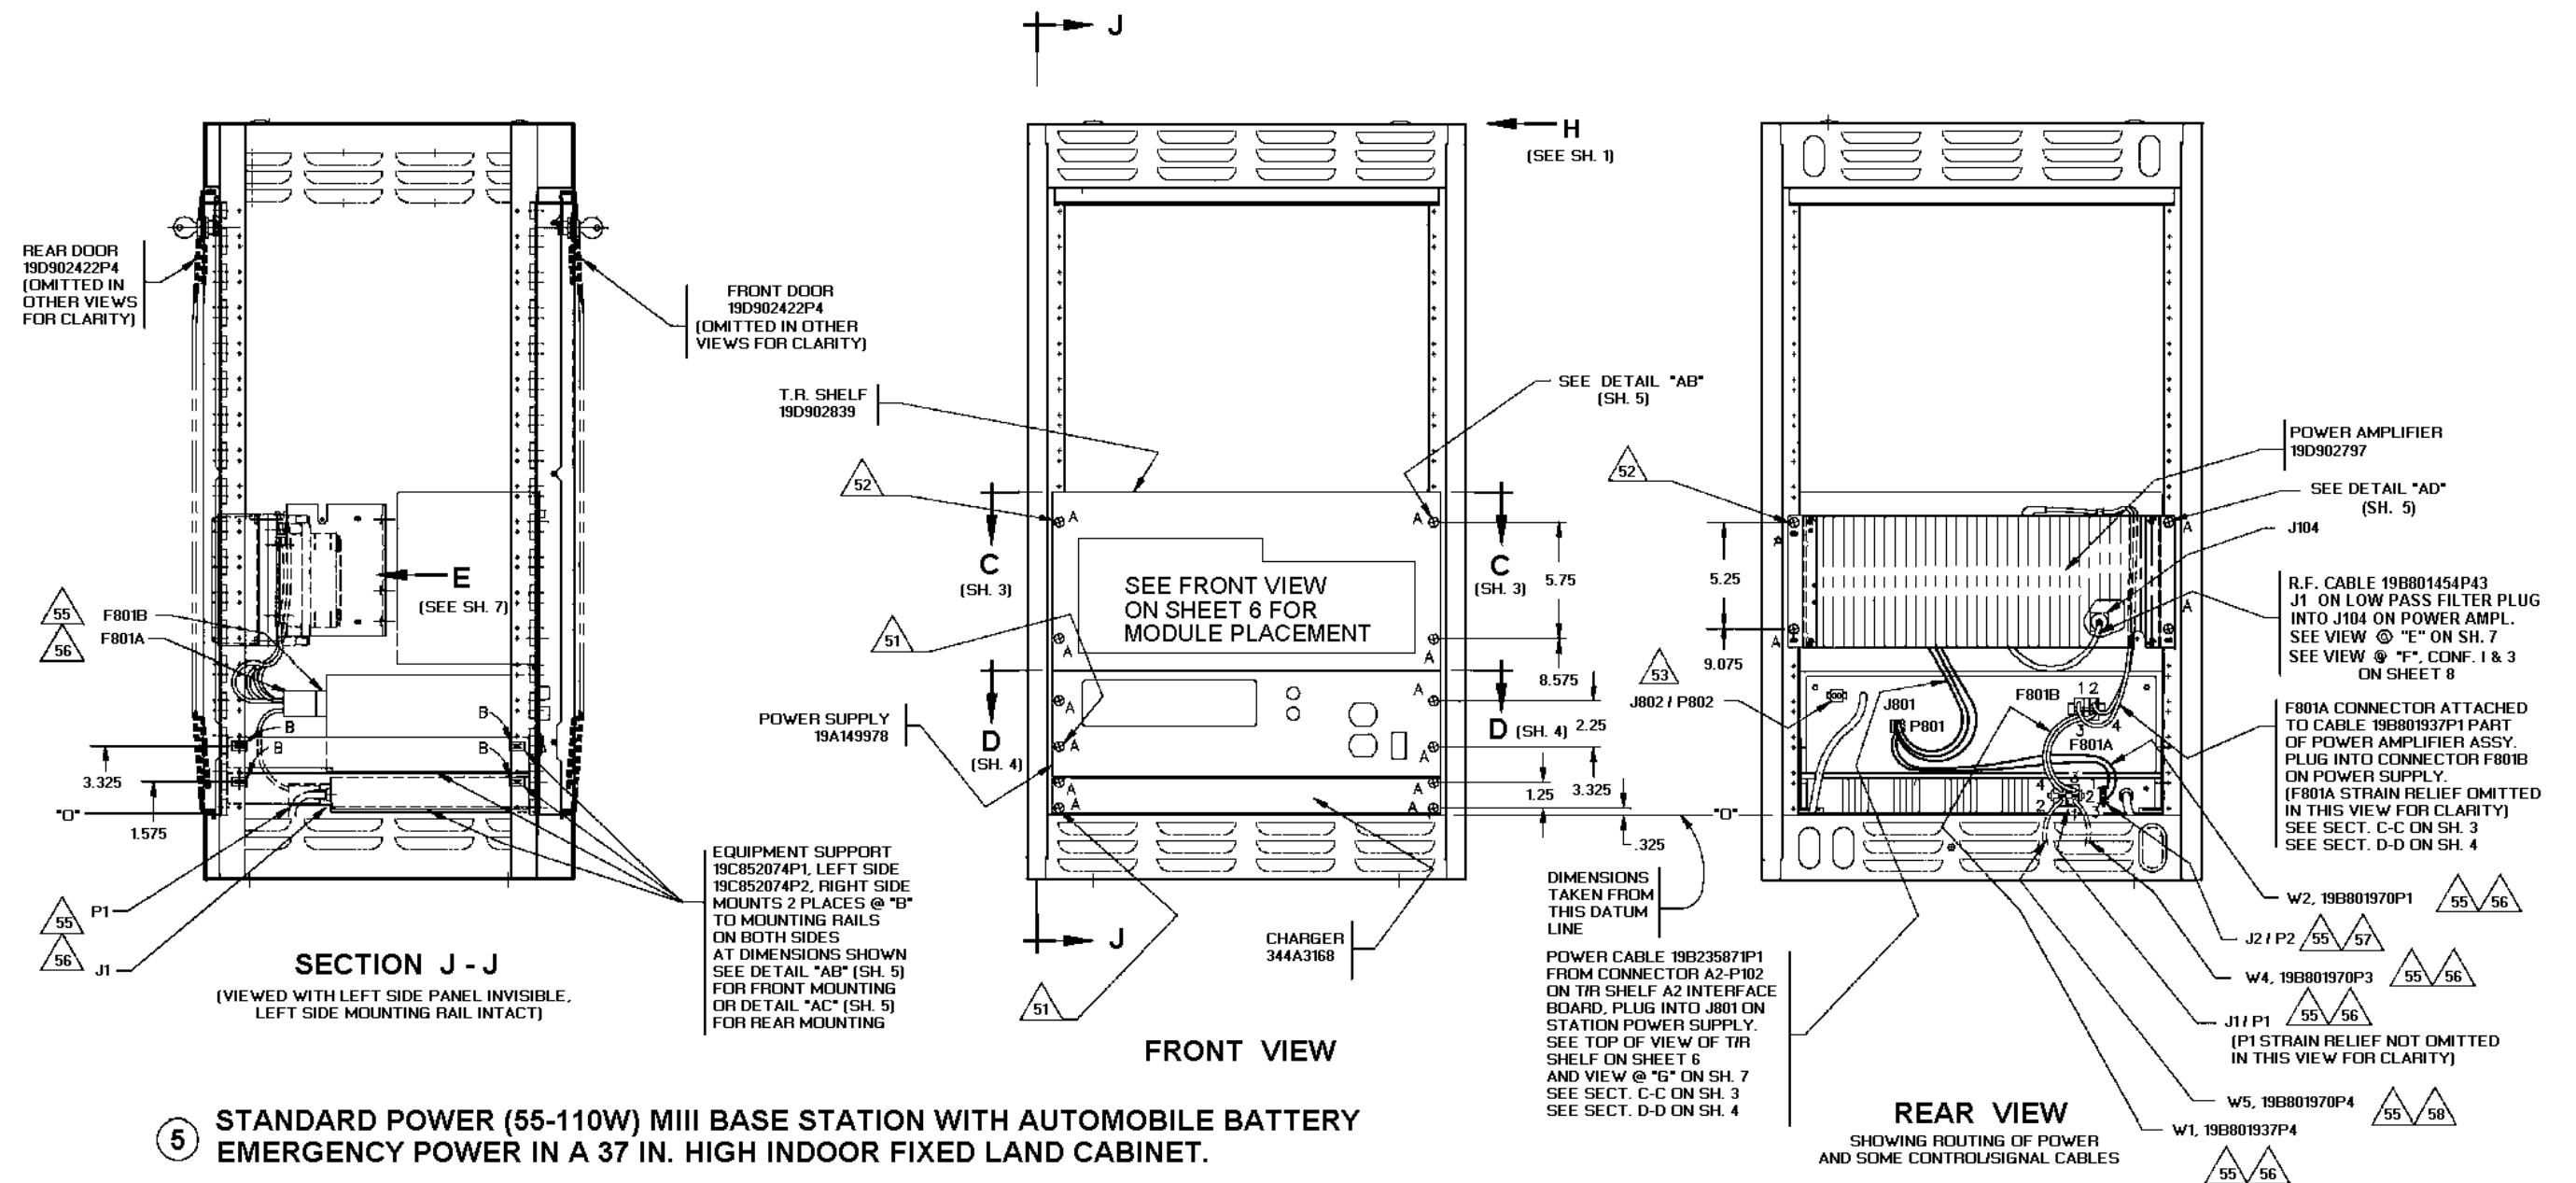 J
H
(SEE SH. 1)
REAR DOOR
19D902422P4
(OMITTED IN
OTHER VIEWS
FOR CLARITY)
FRONT DOOR
19D902422P4
(OMITTED IN OTHER
VIEWS FOR CLARITY)
55
56
F801B
F801A
E
(SEE SH. 7)
B
B
B
B
3.325
"O"
1.575
55
56
P1
J1
EQUIPMENT SUPPORT
19C852074P1, LEFT SIDE
19C852074P2, RIGHT SIDE
MOUNTS 2 PLACES @ "B"
TO MOUNTING RAILS
ON BOTH SIDES
AT DIMENSIONS SHOWN
SEE DETAIL "AB" (SH. 5)
FOR FRONT MOUNTING
OR DETAIL "AC" (SH. 5)
FOR REAR MOUNTING
SECTION J - J
(VIEWED WITH LEFT SIDE PANEL INVISIBLE,
LEFT SIDE MOUNTING RAIL INTACT)
T.R. SHELF
19D902839
SEE DETAIL "AB"
(SH. 5)
52
A
A
C
(SH. 3)
C
(SH. 3)
5.75
SEE FRONT VIEW
ON SHEET 6 FOR
MODULE PLACEMENT
51
A
A
8.575
A
A
POWER SUPPLY
19A149978
D
(SH. 4)
D (SH. 4)
2.25
A
A
A
A
1.25
3.325
A
A
"O"
.325
DIMENSIONS
TAKEN FROM
THIS DATUM
LINE
CHARGER
344A3168
51
J
FRONT VIEW
52
5.25
9.075
A
A
A
POWER AMPLIFIER
19D902797
SEE DETAIL "AD"
(SH. 5)
J104
R.F. CABLE 19B801454P43
J1 ON LOW PASS FILTER PLUG
INTO J104 ON POWER AMPL.
SEE VIEW @ "E" ON SH. 7
SEE VIEW @ "F", CONF. 1 & 3
ON SHEET 8
53
J802 / P802
J801
P801
F801B
1 2
3
4
F801A
4
2
2
3
F801A CONNECTOR ATTACHED
TO CABLE 19B801937P1 PART
OF POWER AMPLIFIER ASSY.
PLUG INTO CONNECTOR F801B
ON POWER SUPPLY.
(F801A STRAIN RELIEF OMITTED
IN THIS VIEW FOR CLARITY)
SEE SECT. C-C ON SH. 3
SEE SECT. D-D ON SH. 4
W2, 19B801970P1
55 56
J2 / P2
55 57
W4, 19B801970P3
55 56
J1 / P1
55 56
(P1 STRAIN RELIEF NOT OMITTED
IN THIS VIEW FOR CLARITY)
W5, 19B801970P4
55 58
W1, 19B801937P4
55 56
POWER CABLE 19B235871P1
FROM CONNECTOR A2-P102
ON T/R SHELF A2 INTERFACE
BOARD, PLUG INTO J801 ON
STATION POWER SUPPLY.
SEE TOP OF VIEW OF T/R
SHELF ON SHEET 6
AND VIEW @ "G" ON SH. 7
SEE SECT. C-C ON SH. 3
SEE SECT. D-D ON SH. 4
REAR VIEW
SHOWING ROUTING OF POWER
AND SOME CONTROL/SIGNAL CABLES
5
STANDARD POWER (55-110W) MIII BASE STATION WITH AUTOMOBILE BATTERY
EMERGENCY POWER IN A 37 IN. HIGH INDOOR FIXED LAND CABINET.